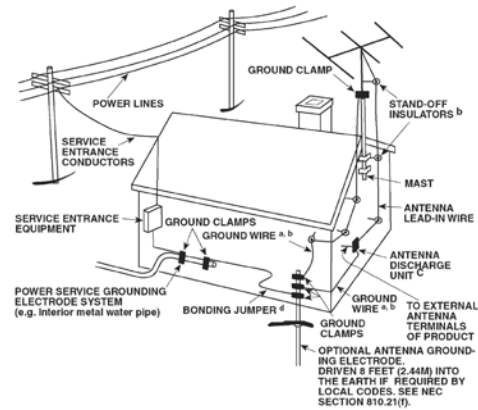 GROUND CLAMP
POWER LINES
STAND-OFF
INSULATORS b
SERVICE
ENTRANCE
CONDUCTORS
MAST
ANTENNA
LEAD-IN WIRE
SERVICE ENTRANCE
EQUIPMENT
GROUND CLAMPS
GROUND WIRE a, b
ANTENNA
DISCHARGE
UNIT C
POWER SERVICE GROUNDING
ELECTRODE SYSTEM
(e.g. Interior metal water pipe)
BONDING JUMPER d
GROUND
WIRE a, b
GROUND
CLAMPS
TO EXTERNAL
ANTENNA
TERMINALS
OF PRODUCT
OPTIONAL ANTENNA GROUND-
ING ELECTRODE.
DRIVEN 8 FEET (2.44M) INTO
THE EARTH IF REQUIRED BY
LOCAL CODES. SEE NEC
SECTION 810.21(f).